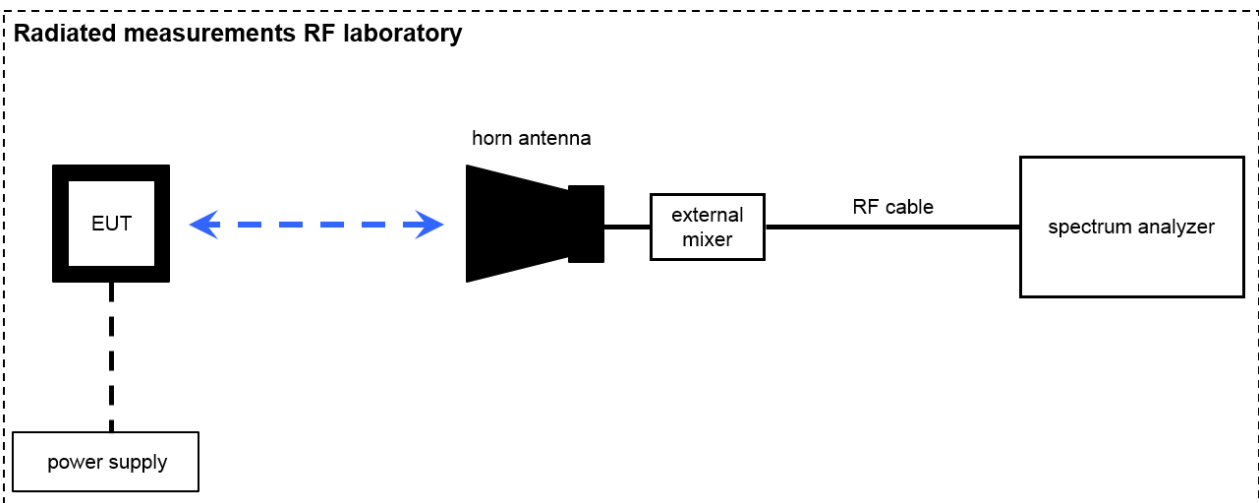 Radiated measurements RF laboratory
horn antenna
EUT
external
mixer
RF cable
spectrum analyzer
power supply